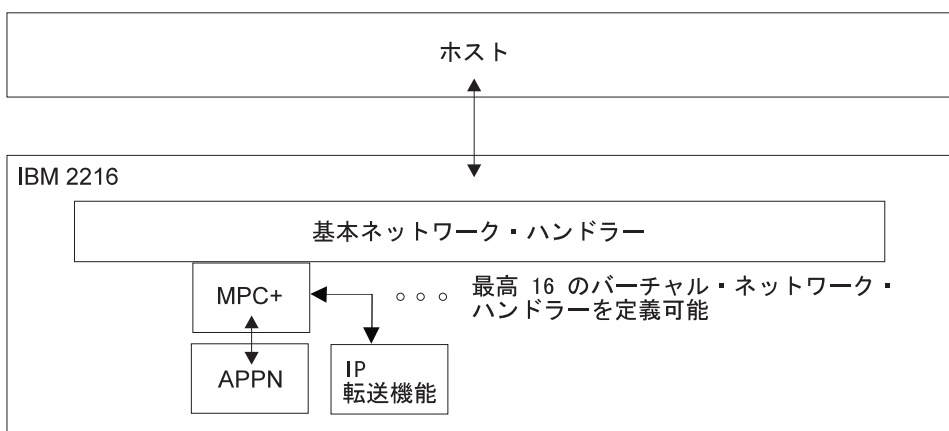 ホスト
IBM 2216
基本ネットワーク・ハンドラー
MPC+
。。。
最高 16 のバーチャル・ネットワーク・
ハンドラーを定義可能
APPN
IP
転送機能